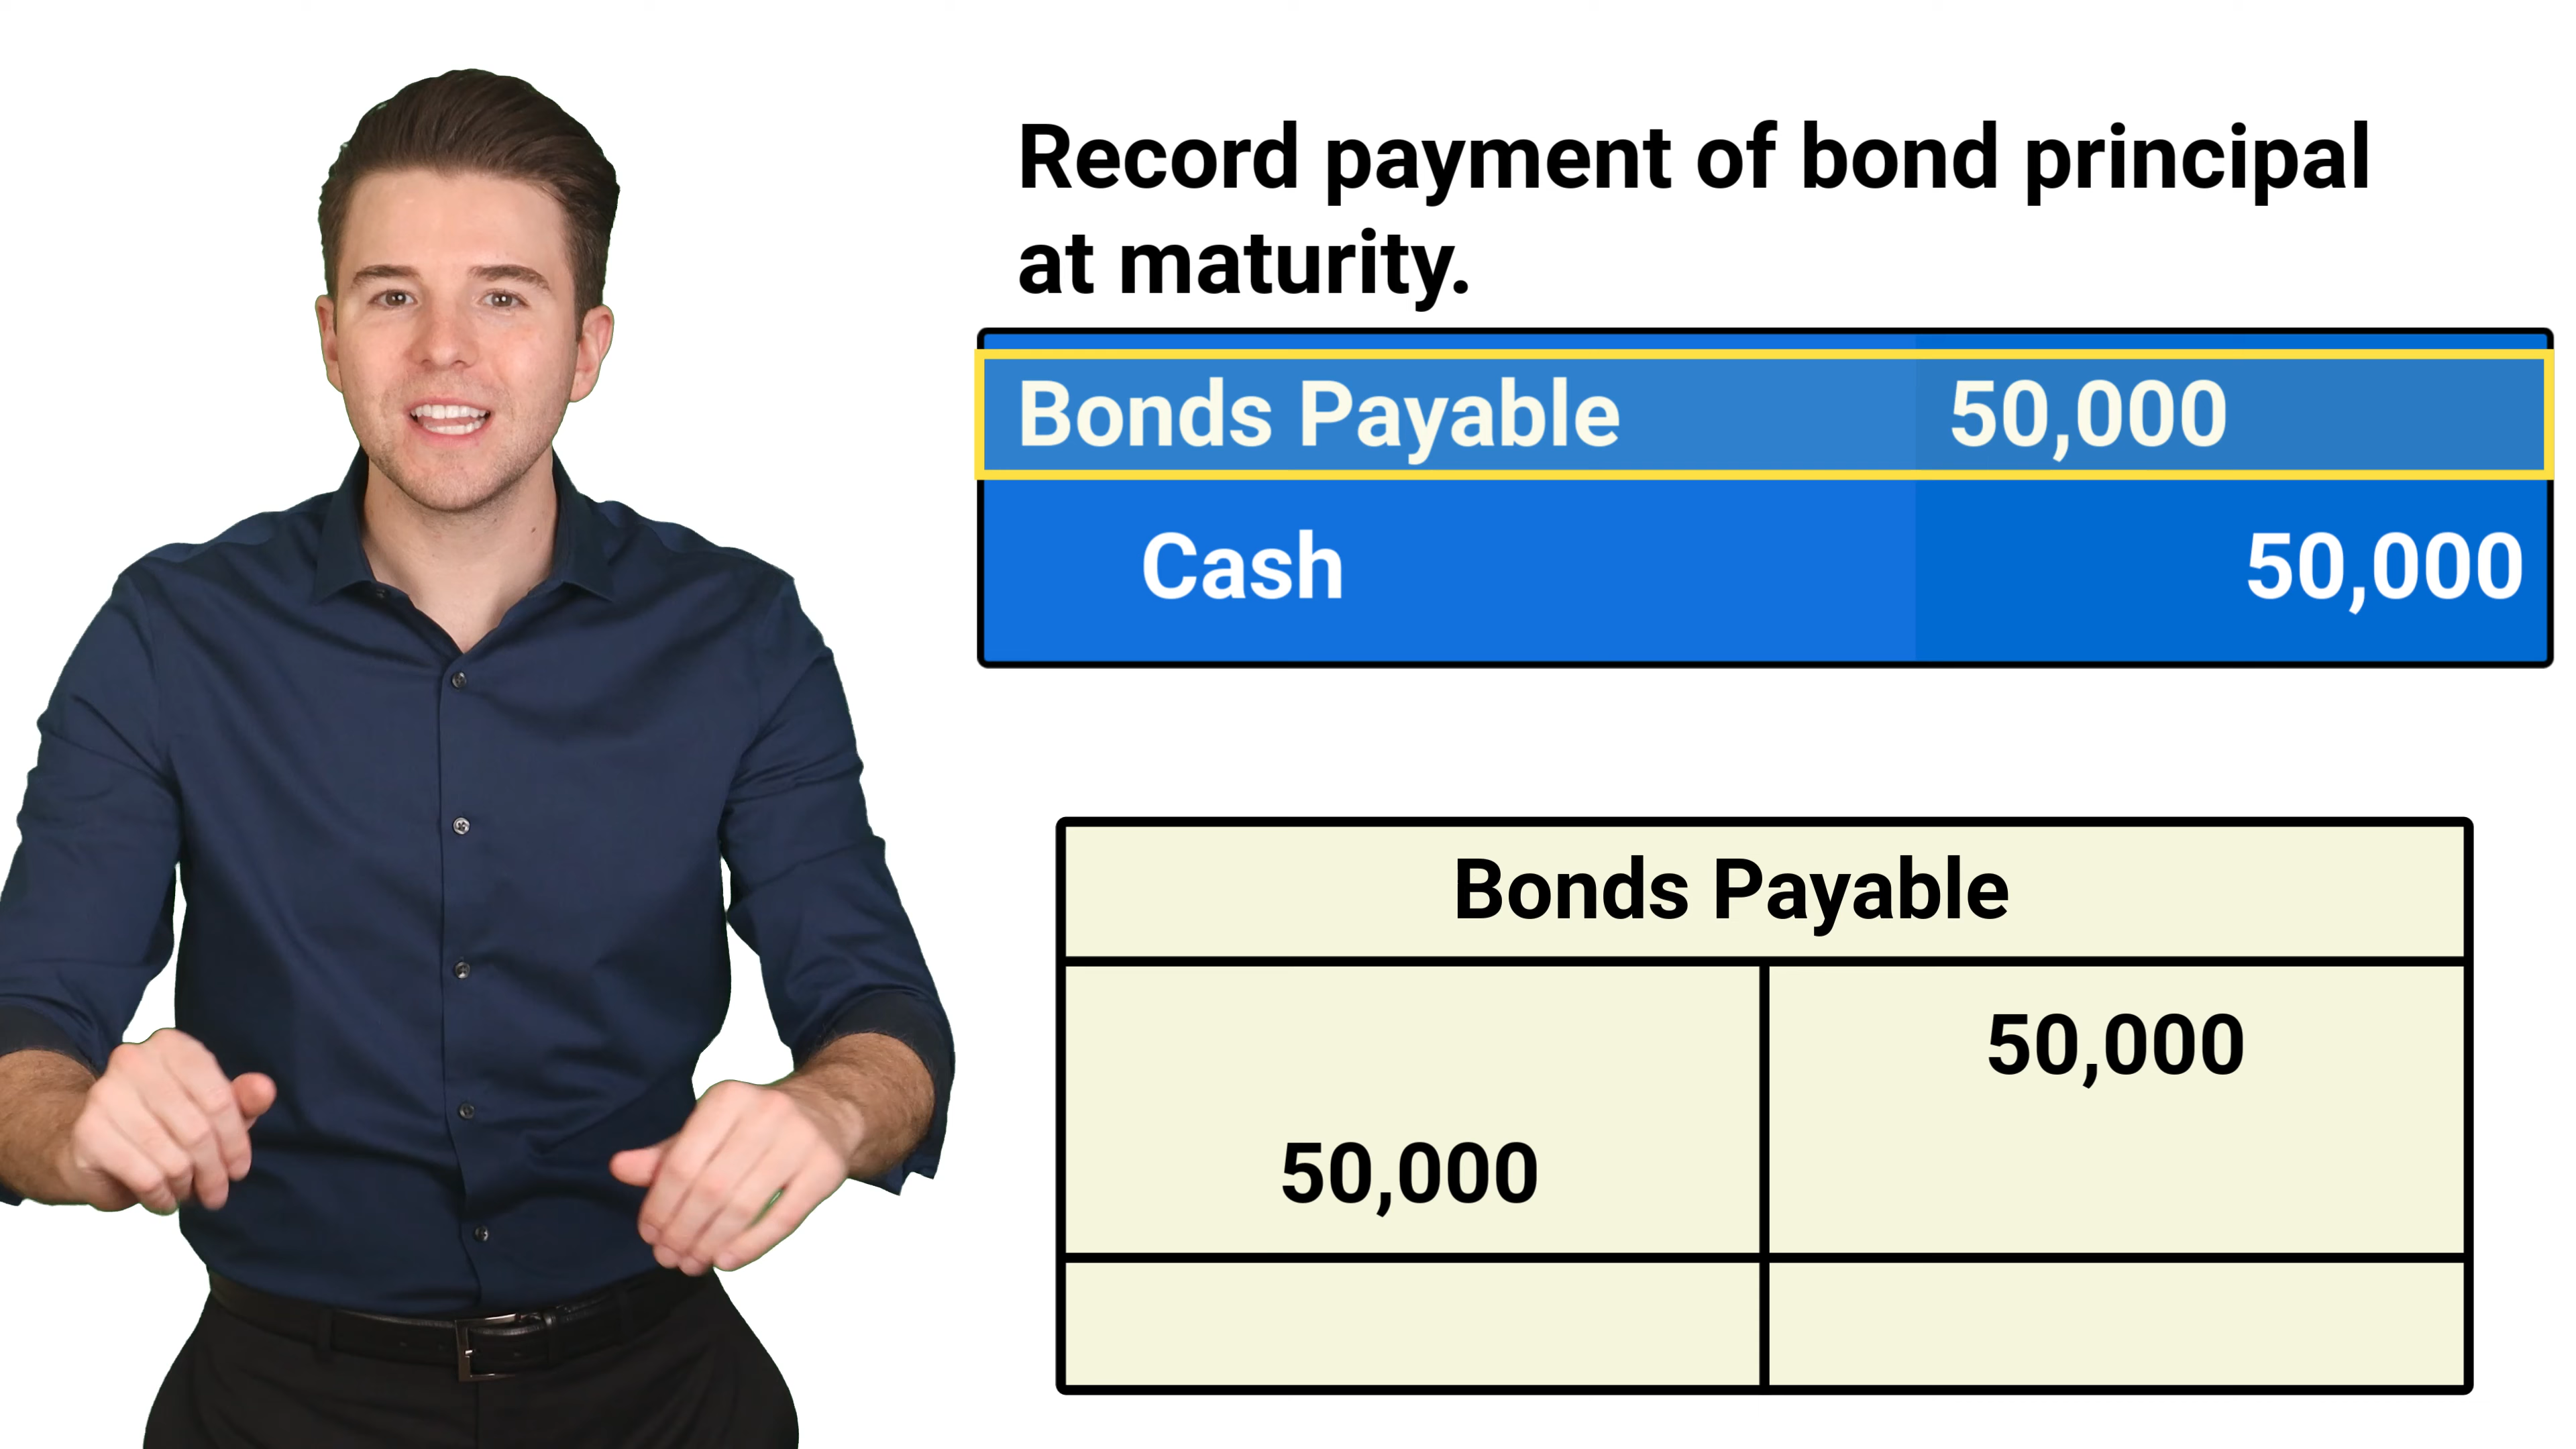 Record payment of bond principal
at maturity.
Bonds Payable 50,000
Cash 50,000
Bonds Payable
50,000
50,000